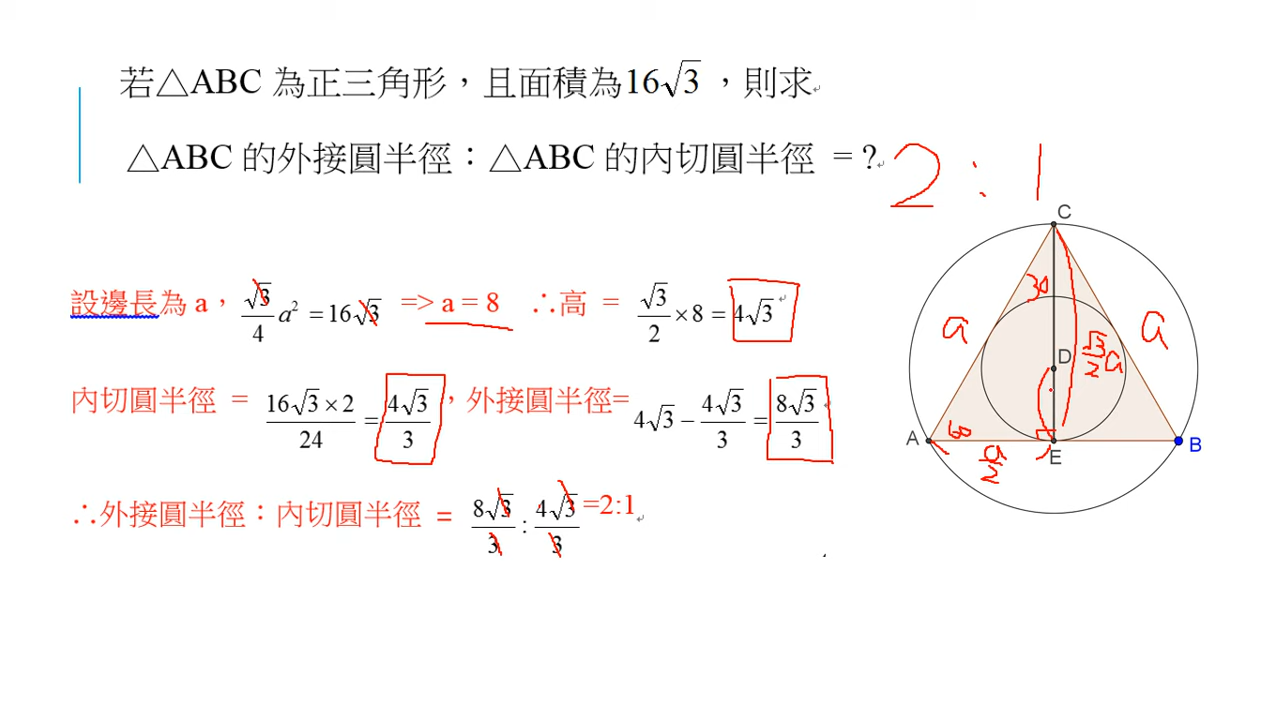 若△ABC 為正三角形，且面積為16√3，則求
△ABC 的外接圓半徑：△ABC 的內切圓半徑 = ? 2 : 1
設邊長為 a， √3/4 a² = 16√3 => a = 8 ∴高 = √3/2 × 8 = 4√3
內切圓半徑 = 16√3 × 2/24 = 4√3/3，外接圓半徑= 4√3 − 4√3/3 = 8√3/3
∴外接圓半徑：內切圓半徑 = 8√3/3 : 4√3/3 =2:1
C
30
a
a
D
√3/2 a
A
B
E
a/2